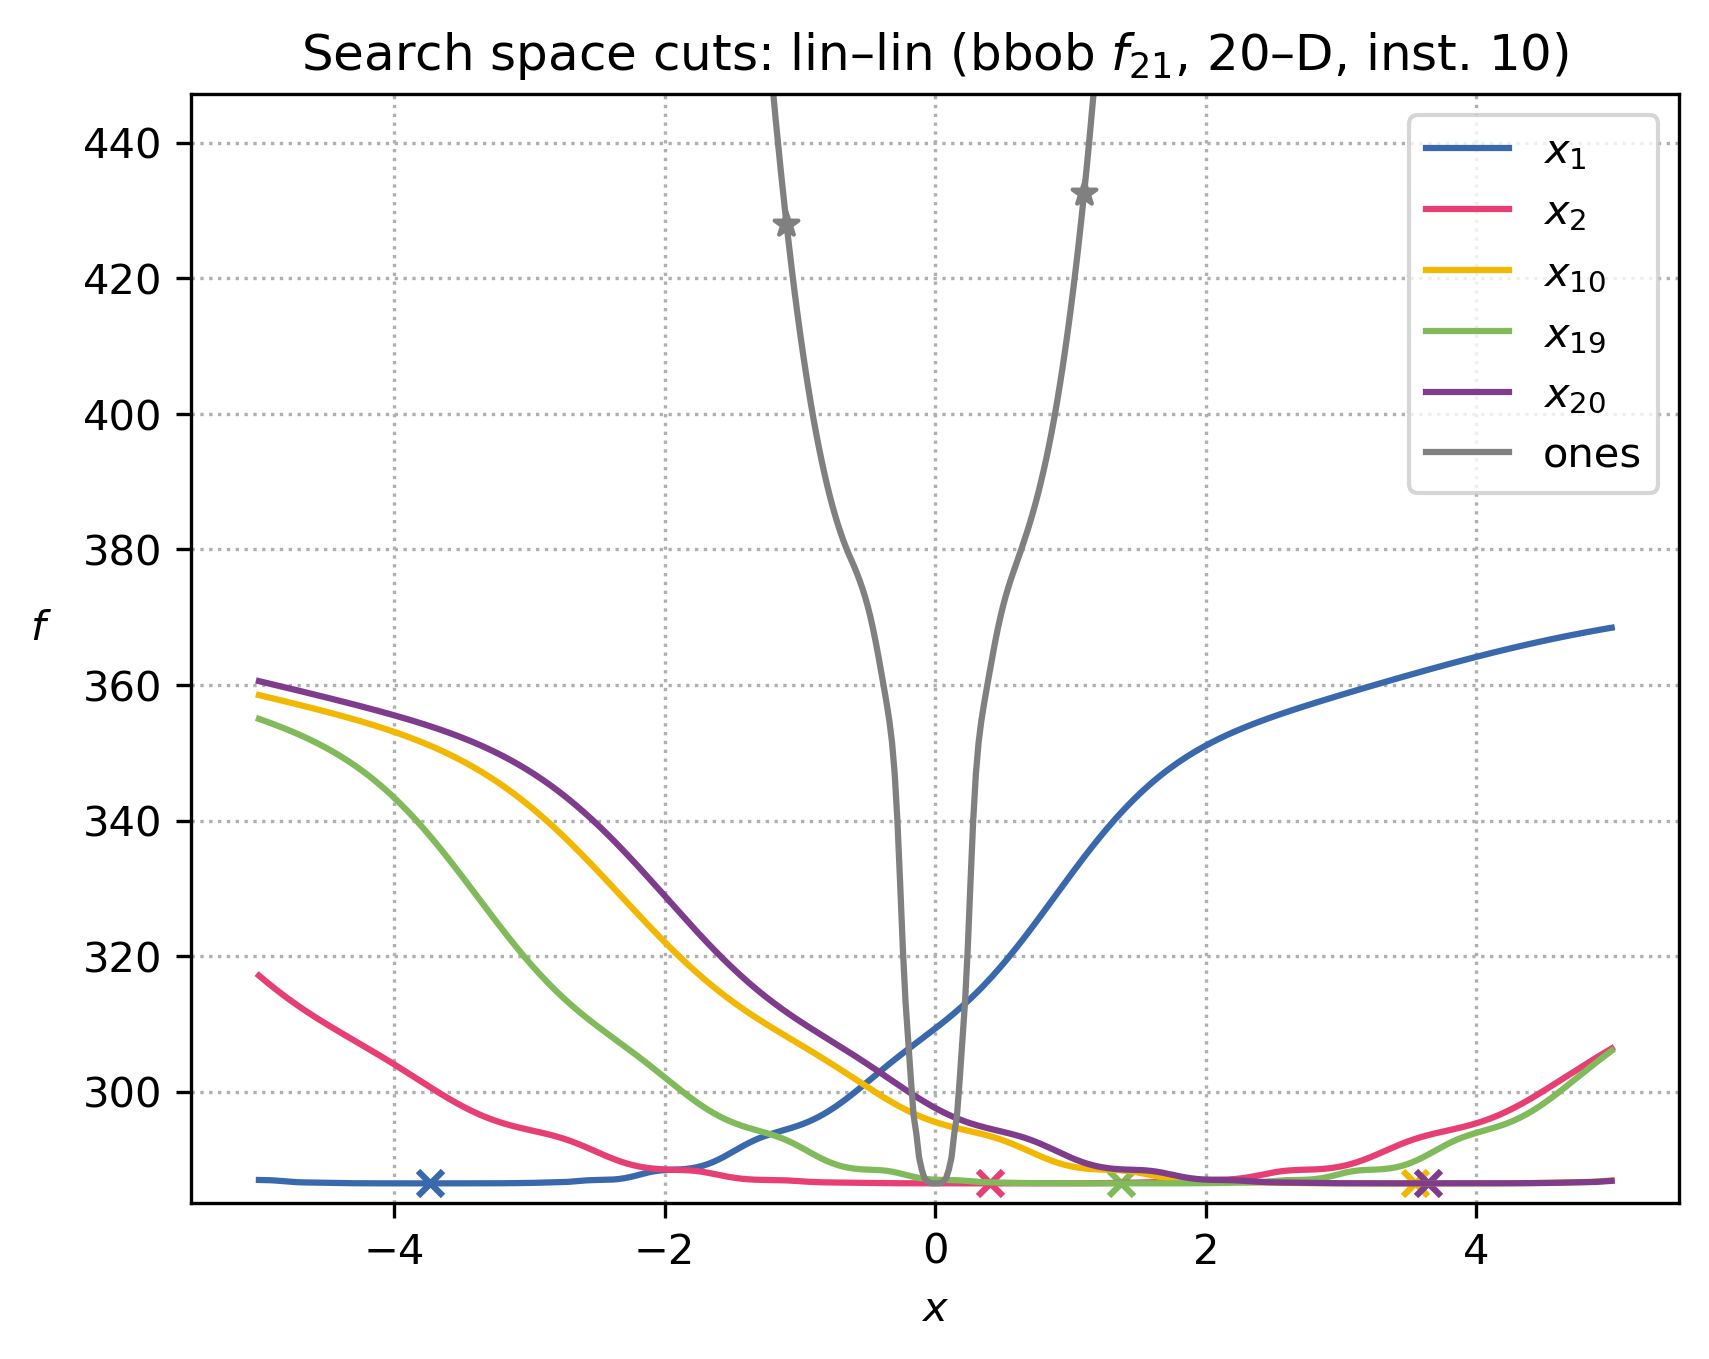 Search space cuts: lin–lin (bbob f₂₁, 20–D, inst. 10)
440
420
400
380
360
340
320
300
f
−4 −2 0 2 4
x
x₁
x₂
x₁₀
x₁₉
x₂₀
ones